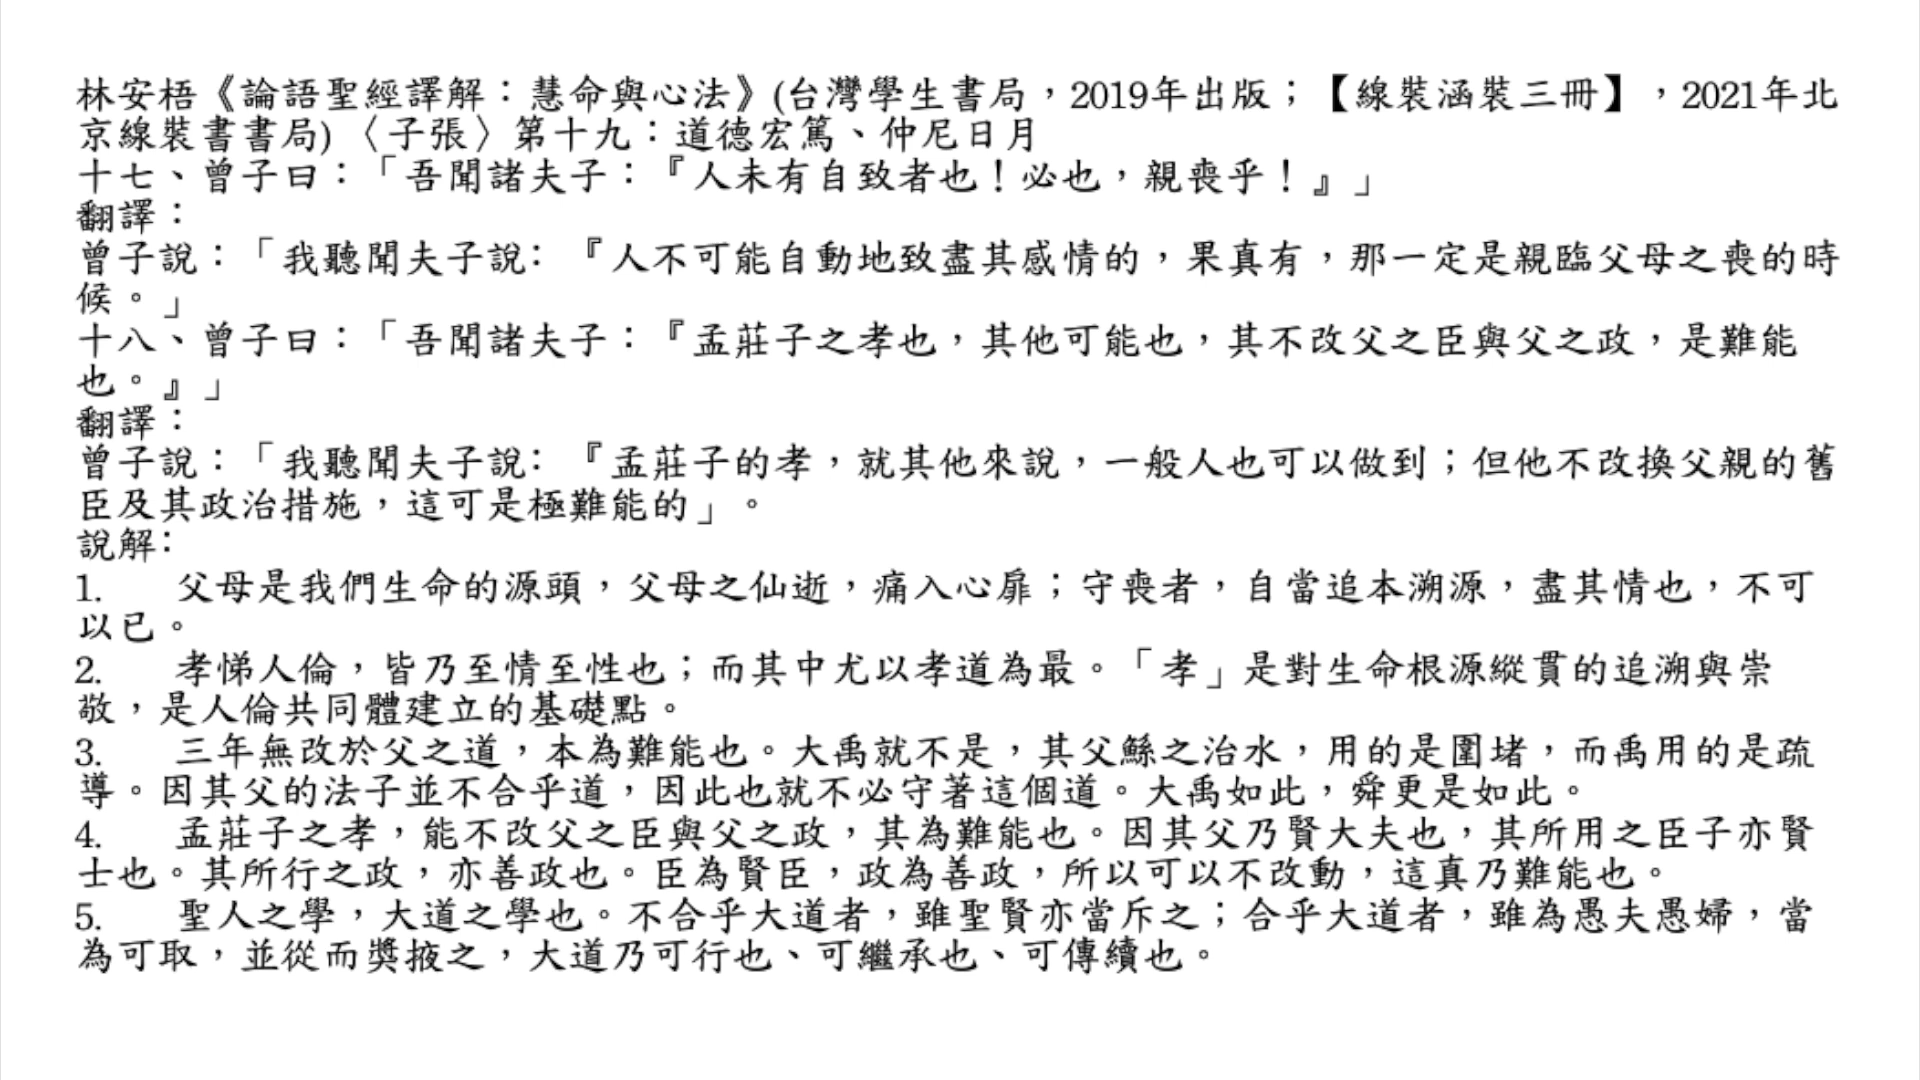 林安梧《論語聖經譯解：慧命與心法》(台灣學生書局，2019年出版；【線裝涵裝三冊】，2021年北
京線裝書書局)〈子張〉第十九：道德宏篤、仲尼日月
十七、曾子曰：「吾聞諸夫子：『人未有自致者也！必也，親喪乎！』」
翻譯：
曾子說：「我聽聞夫子說：『人不可能自動地致盡其感情的，果真有，那一定是親臨父母之喪的時
候。」
十八、曾子曰：「吾聞諸夫子：『孟莊子之孝也，其他可能也，其不改父之臣與父之政，是難能
也。』」
翻譯：
曾子說：「我聽聞夫子說：『孟莊子的孝，就其他來說，一般人也可以做到；但他不改換父親的舊
臣及其政治措施，這可是極難能的」。
說解：
1.　父母是我們生命的源頭，父母之仙逝，痛入心扉；守喪者，自當追本溯源，盡其情也，不可
以已。
2.　孝悌人倫，皆乃至情至性也；而其中尤以孝道為最。「孝」是對生命根源縱貫的追溯與崇
敬，是人倫共同體建立的基礎點。
3.　三年無改於父之道，本為難能也。大禹就不是，其父鯀之治水，用的是圍堵，而禹用的是疏
導。因其父的法子並不合乎道，因此也就不必守著這個道。大禹如此，舜更是如此。
4.　孟莊子之孝，能不改父之臣與父之政，其為難能也。因其父乃賢大夫也，其所用之臣子亦賢
士也。其所行之政，亦善政也。臣為賢臣，政為善政，所以可以不改動，這真乃難能也。
5.　聖人之學，大道之學也。不合乎大道者，雖聖賢亦當斥之；合乎大道者，雖為愚夫愚婦，當
為可取，並從而獎掖之，大道乃可行也、可繼承也、可傳續也。